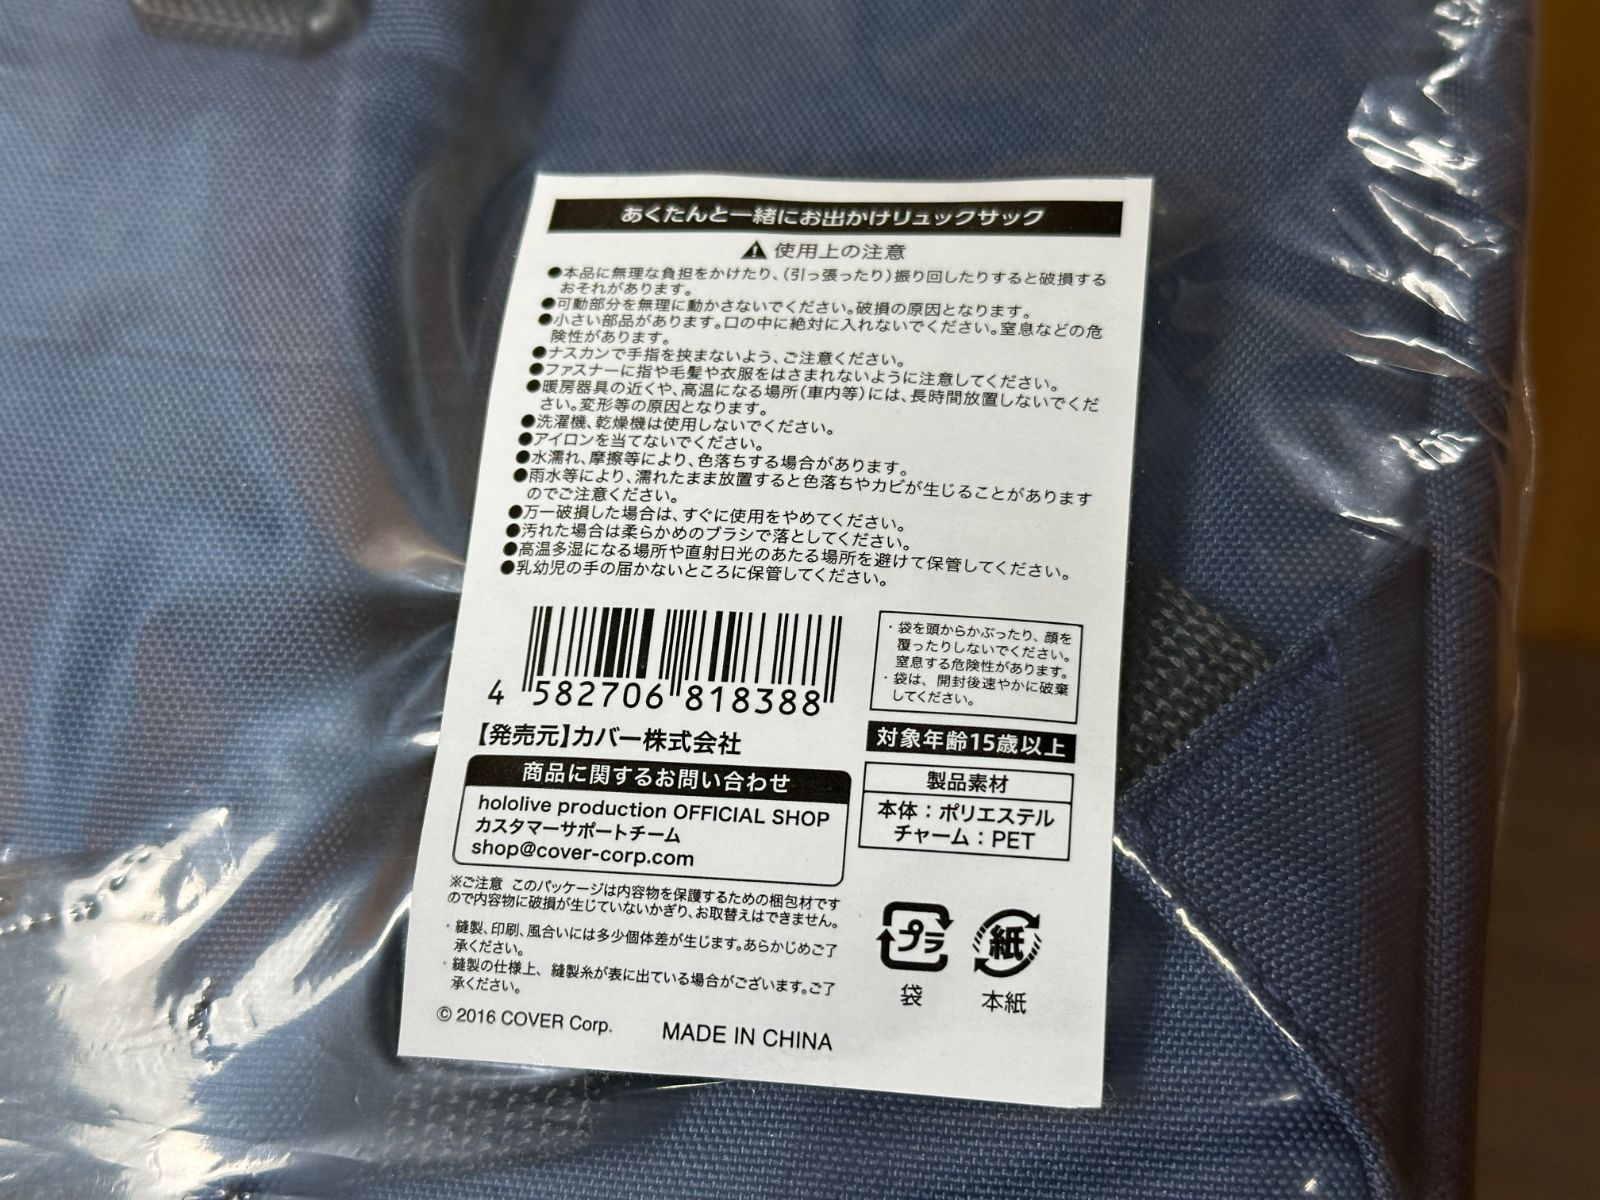 あくたんと一緒にお出かけリュックサック
使用上の注意
●本品に無理な負担をかけたり、(引っ張ったり)振り回したりすると破損する
おそれがあります。
●可動部分を無理に動かさないでください。破損の原因となります。
●小さい部品があります。口の中に絶対に入れないでください。窒息などの危
険性があります。
●ナスカンで手指を挟まないよう、ご注意ください。
●ファスナーに指や毛髪や衣服をはさまれないように注意してください。
●暖房器具の近くや、高温になる場所(車内等)には、長時間放置しないでくだ
さい。変形等の原因となります。
●洗濯機、乾燥機は使用しないでください。
●アイロンを当てないでください。
●水濡れ、摩擦等により、色落ちする場合があります。
●雨水等により、濡れたまま放置すると色落ちやカビが生じることがあります
のでご注意ください。
●万一破損した場合は、すぐに使用をやめてください。
●汚れた場合は柔らかめのブラシで落としてください。
●高温多湿になる場所や直射日光のあたる場所を避けて保管してください。
●乳幼児の手の届かないところに保管してください。
4 582706 818388
【発売元】カバー株式会社
商品に関するお問い合わせ
hololive production OFFICIAL SHOP
カスタマーサポートチーム
shop@cover-corp.com
※ご注意 このパッケージは内容物を保護するための梱包材です
ので内容物に破損が生じていないかぎり、お取替えはできません。
・縫製、印刷、風合いには多少個体差が生じます。あらかじめご了
承ください。
・縫製の仕様上、縫製糸が表に出ている場合がございます。ご了
承ください。
© 2016 COVER Corp.
MADE IN CHINA
・袋を頭からかぶったり、顔を
覆ったりしないでください。
窒息する危険性があります。
・袋は、開封後速やかに破棄
してください。
対象年齢15歳以上
製品素材
本体：ポリエステル
チャーム：PET
プラ
袋
紙
本紙